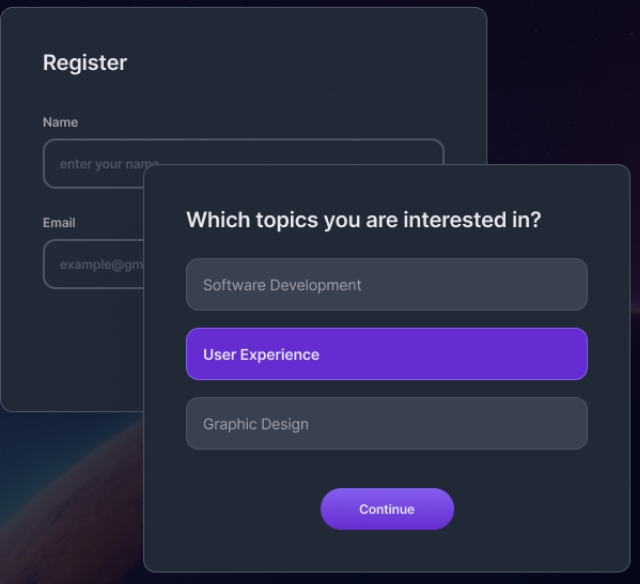 Register
Name
enter your name
Email
example@gm
Which topics you are interested in?
Software Development
User Experience
Graphic Design
Continue